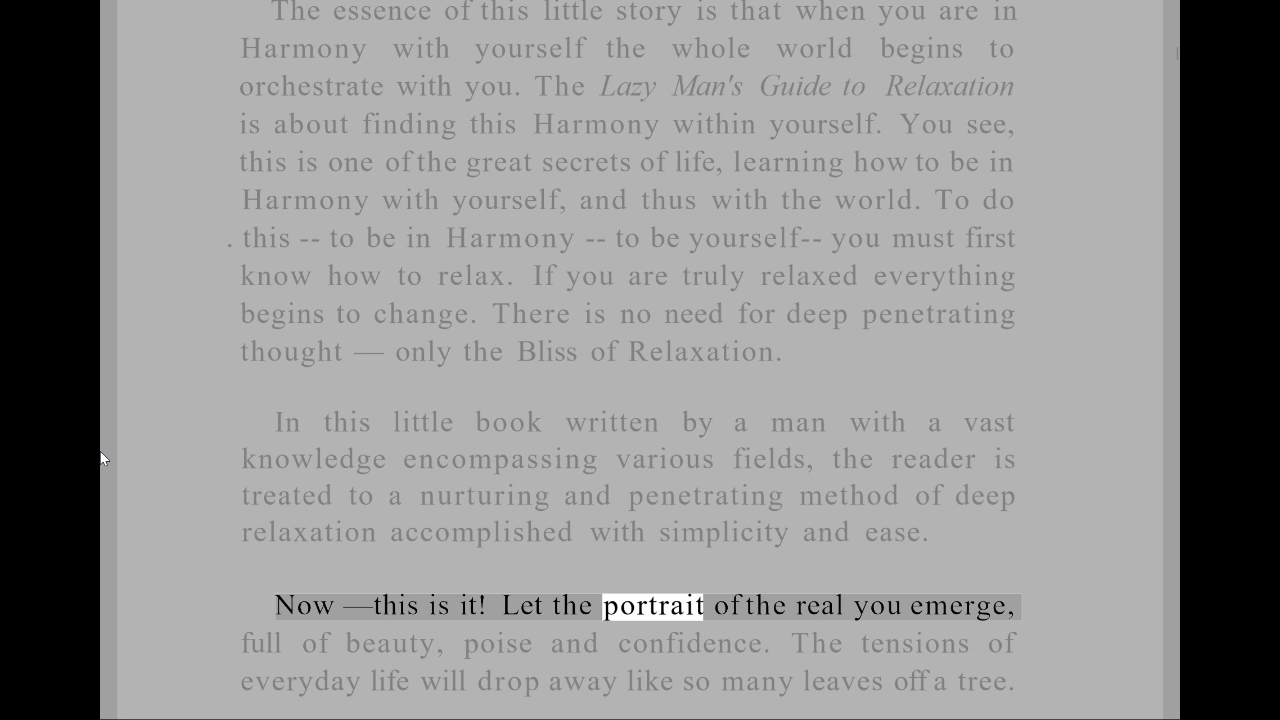 The essence of this little story is that when you are in
Harmony with yourself the whole world begins to
orchestrate with you. The Lazy Man's Guide to Relaxation
is about finding this Harmony within yourself. You see,
this is one of the great secrets of life, learning how to be in
Harmony with yourself, and thus with the world. To do
. this -- to be in Harmony -- to be yourself-- you must first
know how to relax. If you are truly relaxed everything
begins to change. There is no need for deep penetrating
thought — only the Bliss of Relaxation.
In this little book written by a man with a vast
knowledge encompassing various fields, the reader is
treated to a nurturing and penetrating method of deep
relaxation accomplished with simplicity and ease.
Now —this is it! Let the portrait of the real you emerge,
full of beauty, poise and confidence. The tensions of
everyday life will drop away like so many leaves off a tree.